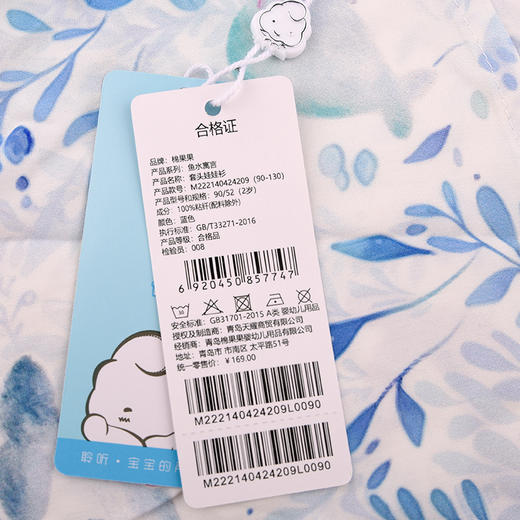 合格证
品牌：棉果果
产品系列：鱼水寓言
产品名称：套头娃娃衫
产品款号：M222140424209 (90-130)
产品型号和规格：90/52 (2岁)
成分：100%粘纤(配料除外)
颜色：蓝色
执行标准：GB/T33271-2016
产品等级：合格品
检验员：008
6 920450 857747
安全标准：GB31701-2015 A类 婴幼儿用品
授权及制造商：青岛天耀商贸有限公司
经销商：青岛棉果果婴幼儿用品有限公司
地址：青岛市 市南区 太平路51号
统一零售价：¥169.00
M222140424209L0090
M222140424209L0090
聆听·宝宝的